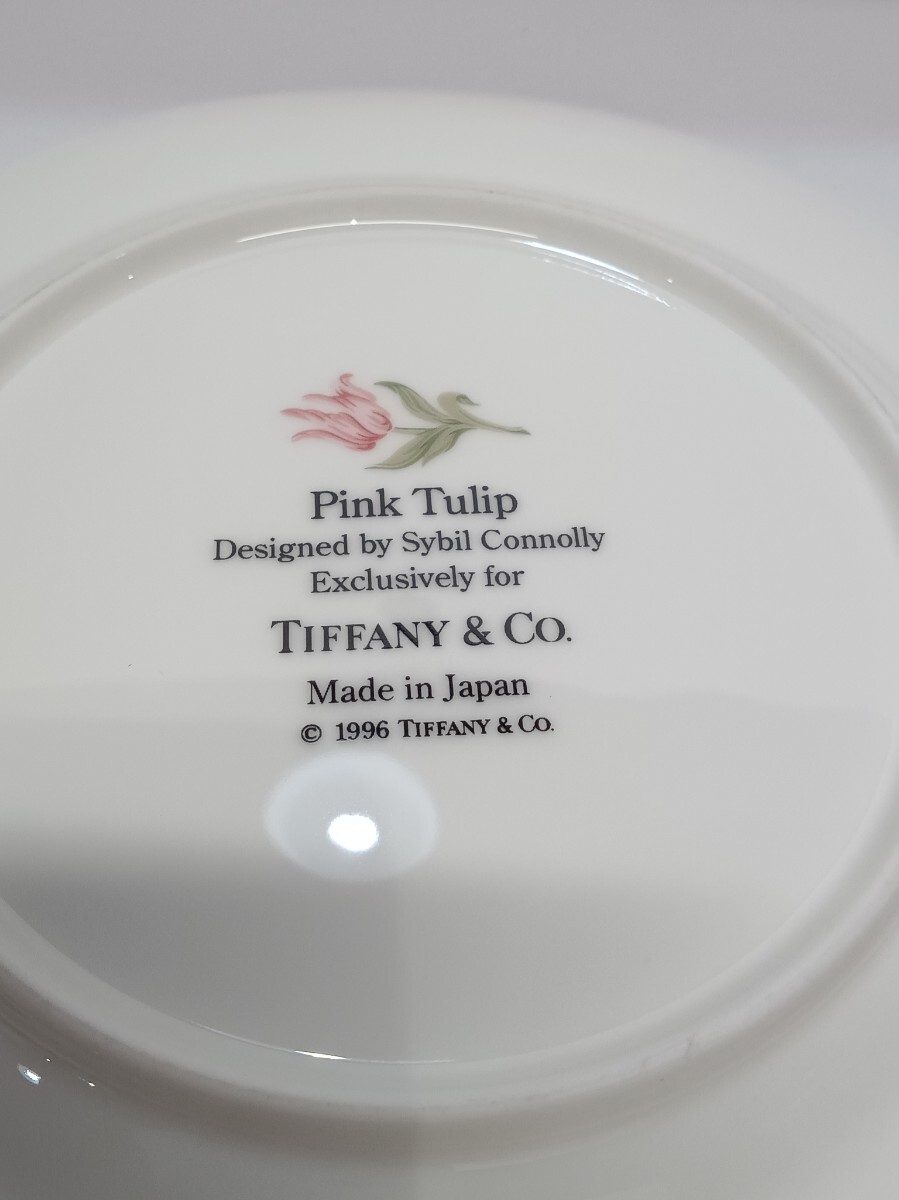 Pink Tulip
Designed by Sybil Connolly
Exclusively for
TIFFANY & CO.
Made in Japan
© 1996 TIFFANY & CO.